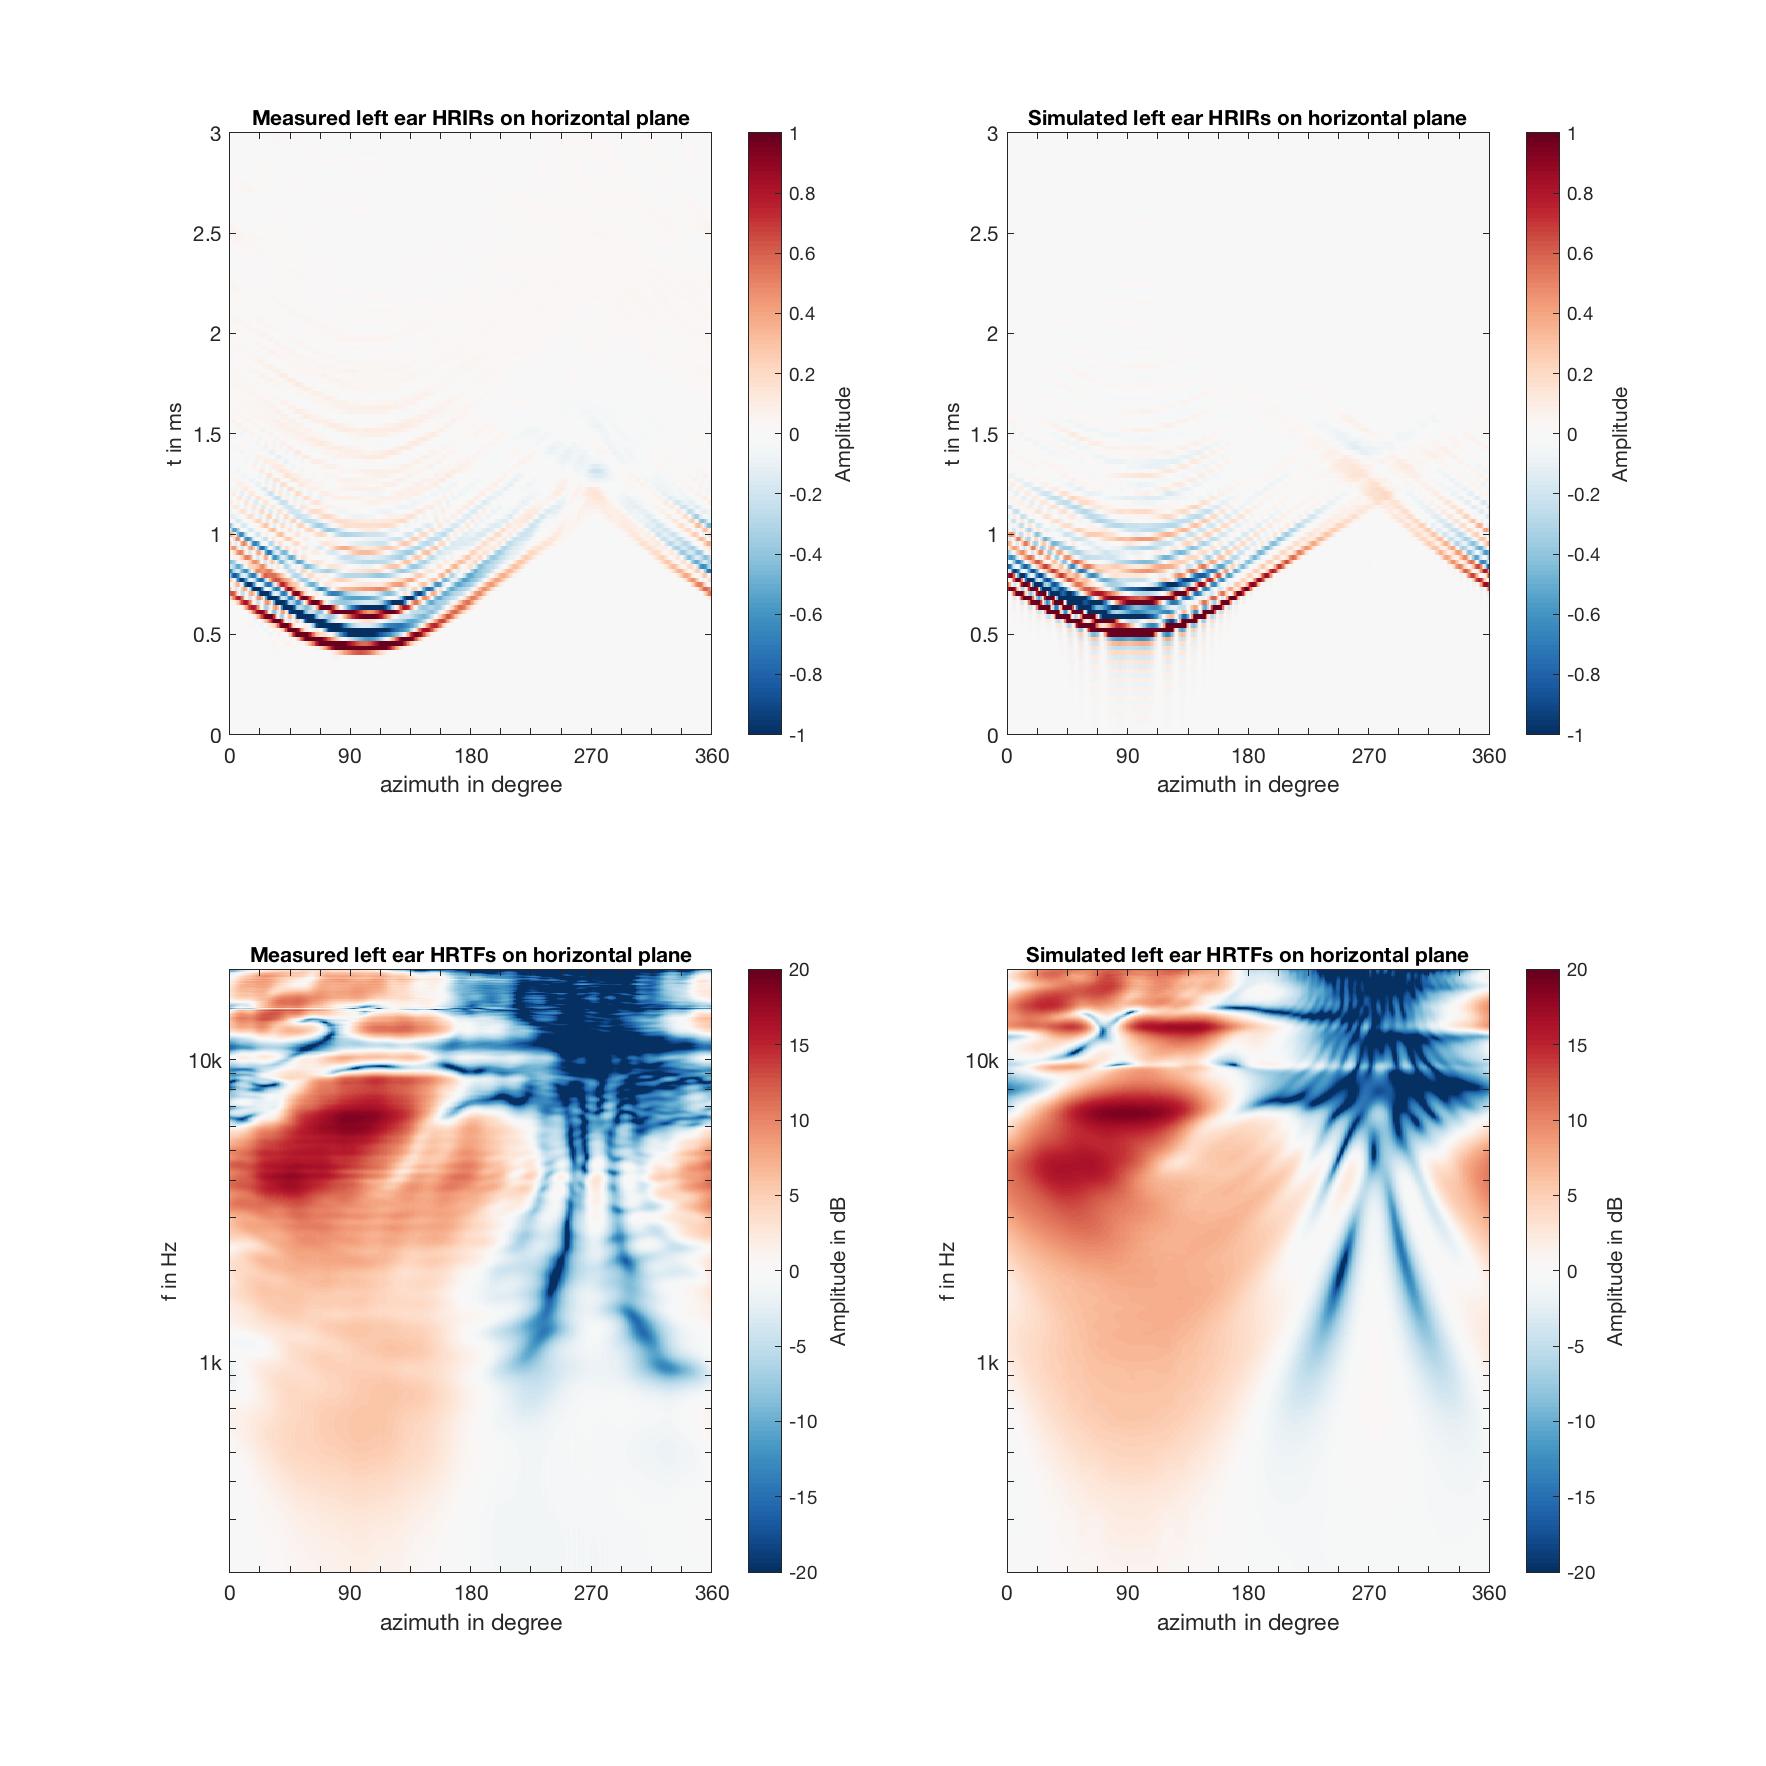 Measured left ear HRIRs on horizontal plane
3
2.5
2
1.5
1
0.5
0
t in ms
0 90 180 270 360
azimuth in degree
1
0.8
0.6
0.4
0.2
0
-0.2
-0.4
-0.6
-0.8
-1
Amplitude
Simulated left ear HRIRs on horizontal plane
3
2.5
2
1.5
1
0.5
0
t in ms
0 90 180 270 360
azimuth in degree
1
0.8
0.6
0.4
0.2
0
-0.2
-0.4
-0.6
-0.8
-1
Amplitude
Measured left ear HRTFs on horizontal plane
10k
1k
f in Hz
0 90 180 270 360
azimuth in degree
20
15
10
5
0
-5
-10
-15
-20
Amplitude in dB
Simulated left ear HRTFs on horizontal plane
10k
1k
f in Hz
0 90 180 270 360
azimuth in degree
20
15
10
5
0
-5
-10
-15
-20
Amplitude in dB